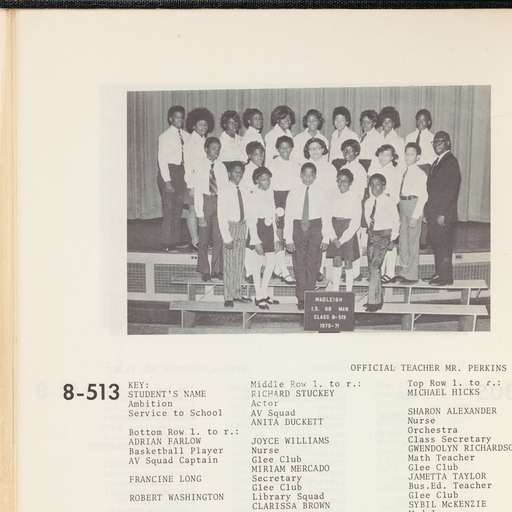 WADLEIGH
I.S. 88 MAN
CLASS 8-513
1970-71
OFFICIAL TEACHER MR. PERKINS
8-513
KEY:
STUDENT'S NAME
Ambition
Service to School
Bottom Row l. to r.:
ADRIAN FARLOW
Basketball Player
AV Squad Captain
FRANCINE LONG
ROBERT WASHINGTON
Middle Row l. to r.:
RICHARD STUCKEY
Actor
AV Squad
ANITA DUCKETT
JOYCE WILLIAMS
Nurse
Glee Club
MIRIAM MERCADO
Secretary
Glee Club
Library Squad
CLARISSA BROWN
Top Row l. to r.:
MICHAEL HICKS
SHARON ALEXANDER
Nurse
Orchestra
Class Secretary
GWENDOLYN RICHARDSO
Math Teacher
Glee Club
JAMETTA TAYLOR
Bus.Ed. Teacher
Glee Club
SYBIL McKENZIE